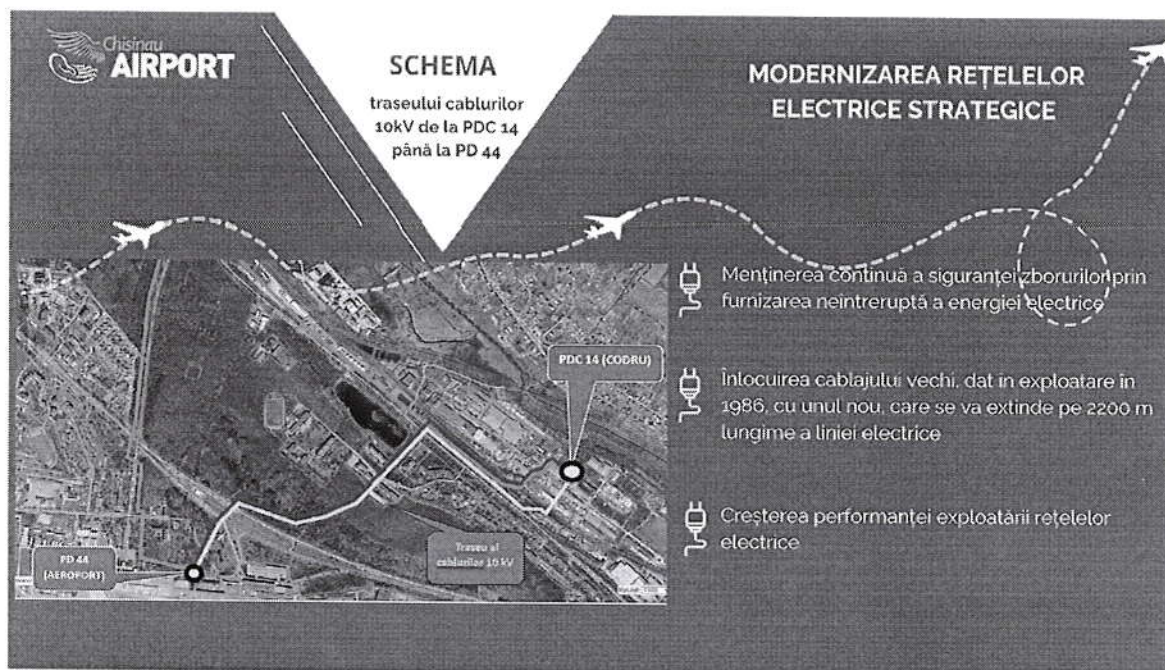 Chisinau
AIRPORT
SCHEMA
traseului cablurilor
10kV de la PDC 14
până la PD 44
MODERNIZAREA REȚELELOR
ELECTRICE STRATEGICE
Menținerea continuă a siguranței zborurilor prin
furnizarea neintreruptă a energiei electrice
Înlocuirea cablajului vechi, dat in exploatare în
1986, cu unul nou, care se va extinde pe 2200 m
lungime a liniei electrice
Creșterea performanței exploatării rețelelor
electrice
PDC 14 (CODRU)
PD 44
(AEROPORT)
Traseu al
cablurilor 10 kV